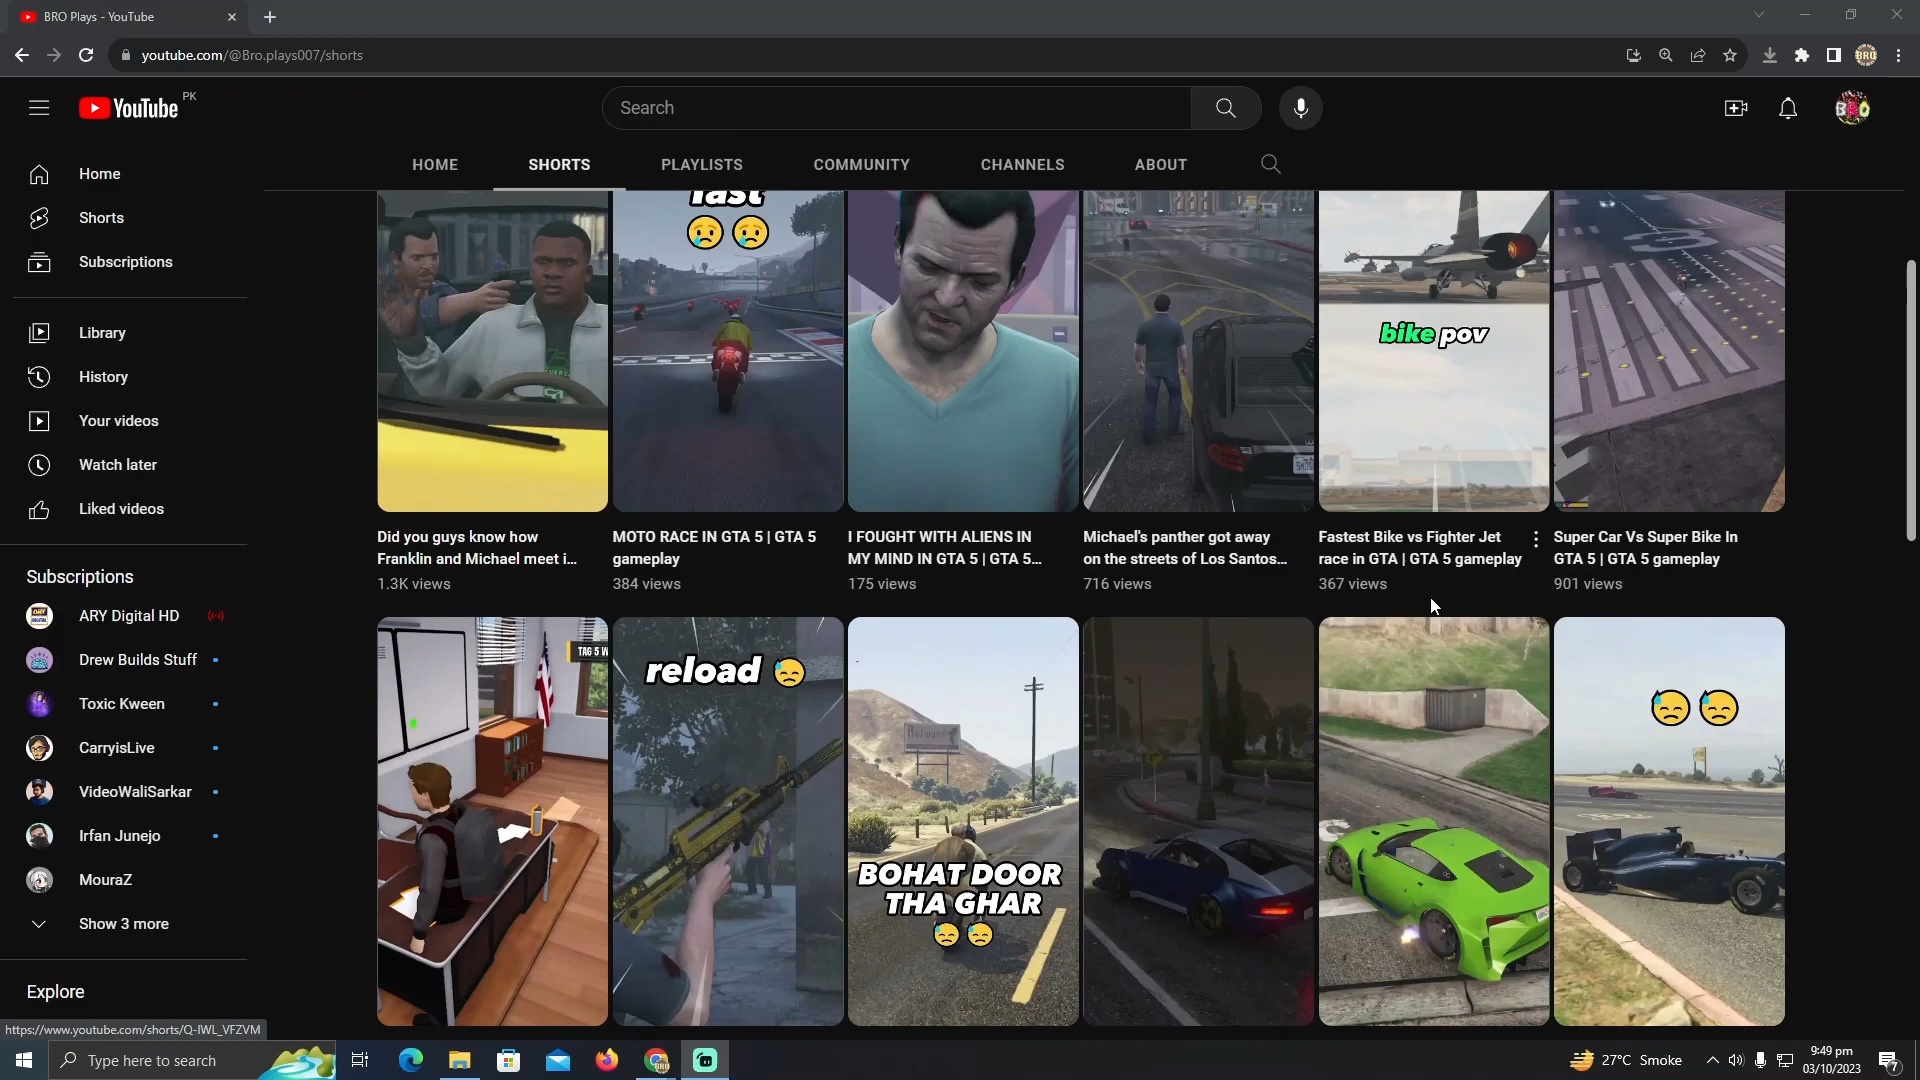 BRO Plays - YouTube
youtube.com/@Bro.plays007/shorts
BRO
YouTube PK
Search
BRO
HOME
SHORTS
PLAYLISTS
COMMUNITY
CHANNELS
ABOUT
Home
Shorts
Subscriptions
Library
History
Your videos
Watch later
Liked videos
Subscriptions
ARY Digital HD
Drew Builds Stuff
Toxic Kween
CarryisLive
VideoWaliSarkar
Irfan Junejo
MouraZ
Show 3 more
Explore
last
bike pov
Did you guys know how
Franklin and Michael meet i...
1.3K views
MOTO RACE IN GTA 5 | GTA 5
gameplay
384 views
I FOUGHT WITH ALIENS IN
MY MIND IN GTA 5 | GTA 5...
175 views
Michael's panther got away
on the streets of Los Santos...
716 views
Fastest Bike vs Fighter Jet
race in GTA | GTA 5 gameplay
367 views
Super Car Vs Super Bike In
GTA 5 | GTA 5 gameplay
901 views
TAG 5 W
reload
Redwood
BOHAT DOOR
THA GHAR
https://www.youtube.com/shorts/Q-IWL_VFZVM
Type here to search
27°C Smoke
9:49 pm
03/10/2023
7